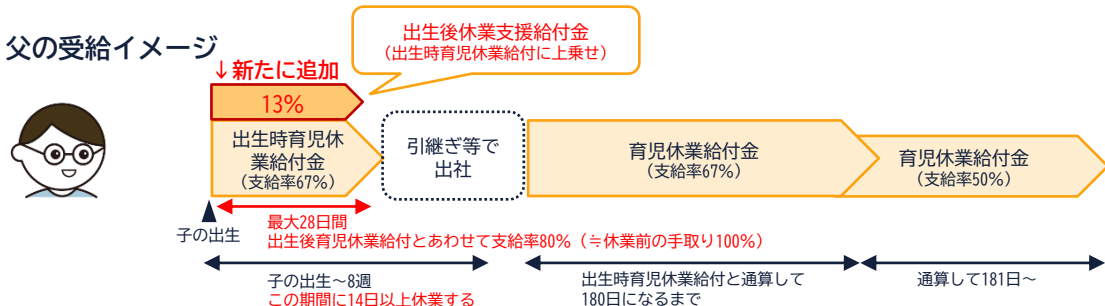 父の受給イメージ
出生後休業支援給付金
（出生時育児休業給付に上乗せ）
↓新たに追加
13%
出生時育児休
業給付金
（支給率67%）
引継ぎ等で
出社
育児休業給付金
（支給率67%）
育児休業給付金
（支給率50%）
子の出生
最大28日間
出生後育児休業給付とあわせて支給率80%（≒休業前の手取り100%）
子の出生～8週
この期間に14日以上休業する
出生時育児休業給付と通算して
180日になるまで
通算して181日～